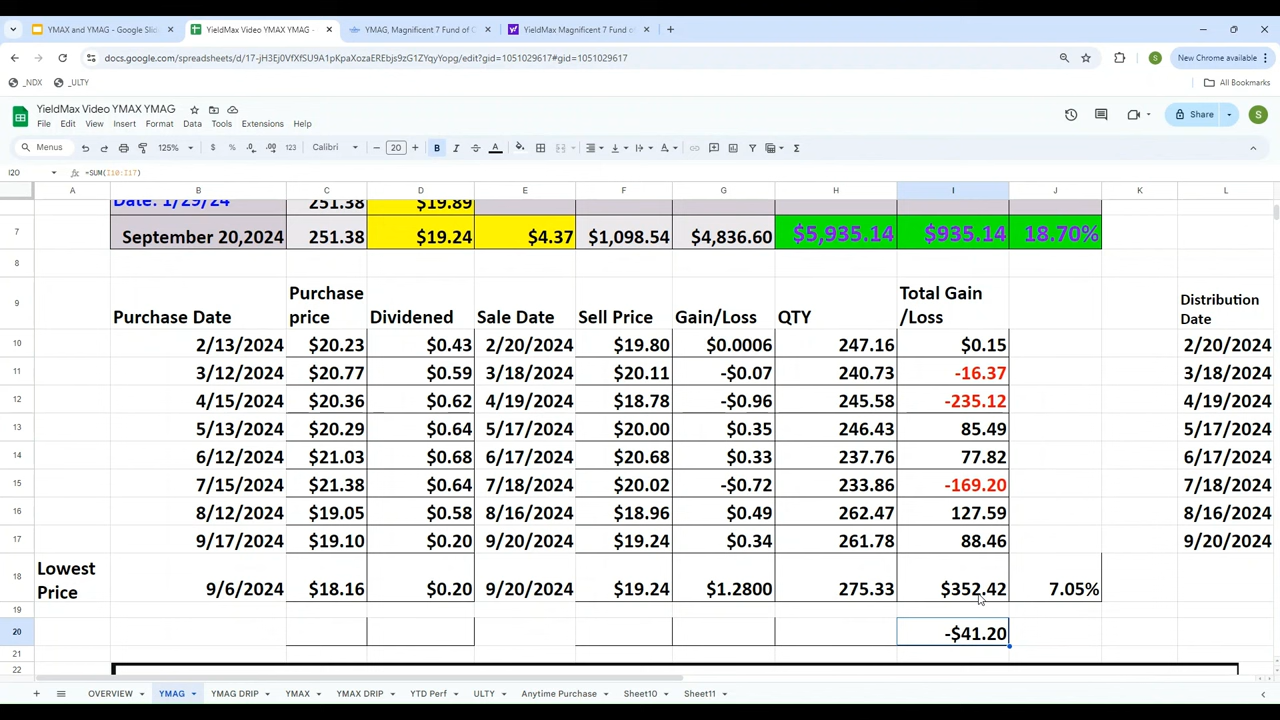 YMAX and YMAG - Google Slid
YieldMax Video YMAX YMAG -
YMAG, Magnificent 7 Fund of C
YieldMax Magnificent 7 Fund of
docs.google.com/spreadsheets/d/17-jH3Ej0VfXfSU9A1pKpaXozaEREbjs9zG1ZYqyYopg/edit?gid=1051029617#gid=1051029617
New Chrome available
_NDX
_ULTY
All Bookmarks
YieldMax Video YMAX YMAG
File Edit View Insert Format Data Tools Extensions Help
Share
S
Menus 125% $ % .0 .00 123 Calibri 20 B I A
I20 fx =SUM(I10:I17)
A B C D E F G H I J K L
Date: 1/29/24 251.38 $19.89
7 September 20,2024 251.38 $19.24 $4.37 $1,098.54 $4,836.60 $5,935.14 $935.14 18.70%
8
9 Purchase Date Purchase price Dividened Sale Date Sell Price Gain/Loss QTY Total Gain /Loss Distribution Date
10 2/13/2024 $20.23 $0.43 2/20/2024 $19.80 $0.0006 247.16 $0.15 2/20/2024
11 3/12/2024 $20.77 $0.59 3/18/2024 $20.11 -$0.07 240.73 -16.37 3/18/2024
12 4/15/2024 $20.36 $0.62 4/19/2024 $18.78 -$0.96 245.58 -235.12 4/19/2024
13 5/13/2024 $20.29 $0.64 5/17/2024 $20.00 $0.35 246.43 85.49 5/17/2024
14 6/12/2024 $21.03 $0.68 6/17/2024 $20.68 $0.33 237.76 77.82 6/17/2024
15 7/15/2024 $21.38 $0.64 7/18/2024 $20.02 -$0.72 233.86 -169.20 7/18/2024
16 8/12/2024 $19.05 $0.58 8/16/2024 $18.96 $0.49 262.47 127.59 8/16/2024
17 9/17/2024 $19.10 $0.20 9/20/2024 $19.24 $0.34 261.78 88.46 9/20/2024
18 Lowest Price 9/6/2024 $18.16 $0.20 9/20/2024 $19.24 $1.2800 275.33 $352.42 7.05%
19
20 -$41.20
21
22
OVERVIEW YMAG YMAG DRIP YMAX YMAX DRIP YTD Perf ULTY Anytime Purchase Sheet10 Sheet11